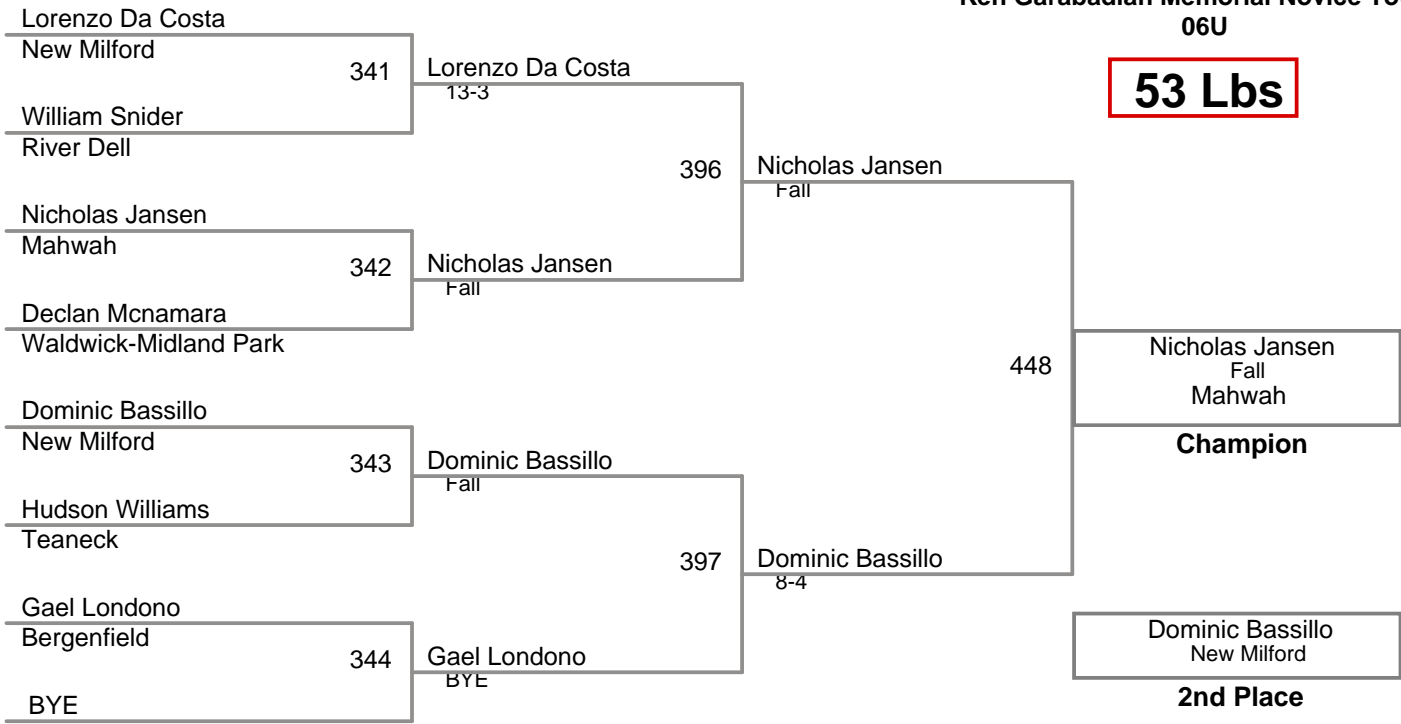 Ken Garabadian Memorial Novice
06U
53 Lbs
Lorenzo Da Costa
New Milford
341
William Snider
River Dell
Lorenzo Da Costa
13-3
Nicholas Jansen
Mahwah
342
Declan Mcnamara
Waldwick-Midland Park
Nicholas Jansen
Fall
396
Nicholas Jansen
Fall
Dominic Bassillo
New Milford
343
Hudson Williams
Teaneck
Dominic Bassillo
Fall
Gael Londono
Bergenfield
344
BYE
Gael Londono
BYE
397
Dominic Bassillo
8-4
448
Nicholas Jansen
Fall
Mahwah
Champion
Dominic Bassillo
New Milford
2nd Place